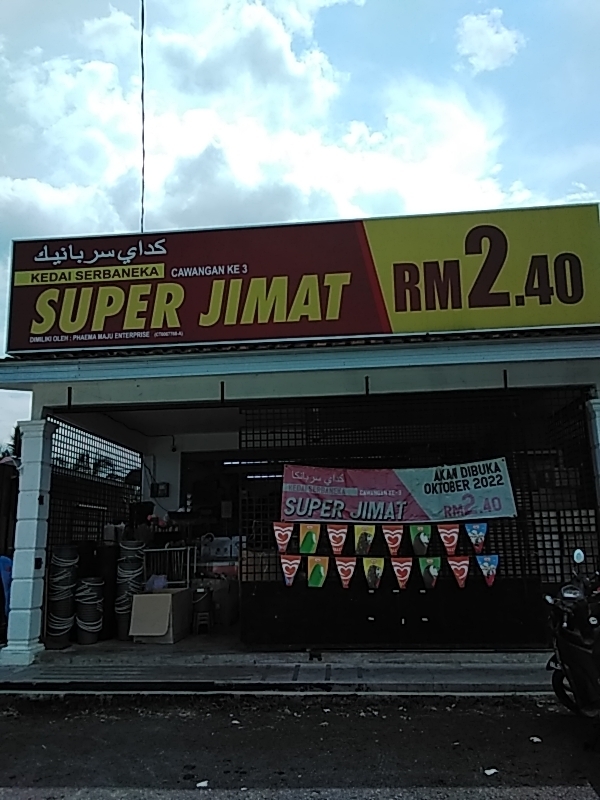 كداي سربانيك
KEDAI SERBANEKA
CAWANGAN KE 3
SUPER JIMAT
RM2.40
DIMILIKI OLEH : PHAEMA MAJU ENTERPRISE
كداي سربانيك
KEDAI SERBANEKA
CAWANGAN KE-3
SUPER JIMAT
AKAN DIBUKA
OKTOBER 2022
RM2.40